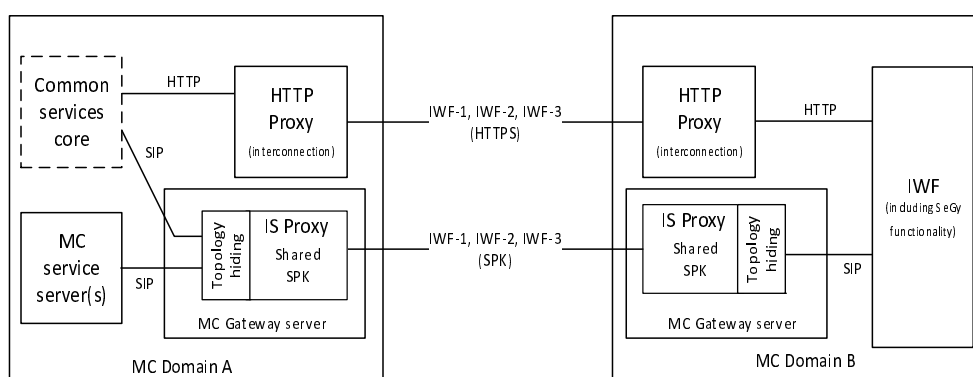 Common
services
core
HTTP
HTTP
Proxy
(interconnection)
SIP
MC
service
server(s)
SIP
Topology
hiding
IS Proxy
Shared
SPK
MC Gateway server
MC Domain A
IWF-1, IWF-2, IWF-3
(HTTPS)
IWF-1, IWF-2, IWF-3
(SPK)
HTTP
Proxy
(interconnection)
HTTP
IS Proxy
Shared
SPK
Topology
hiding
SIP
MC Gateway server
IWF
(including SeGy
functionality)
MC Domain B